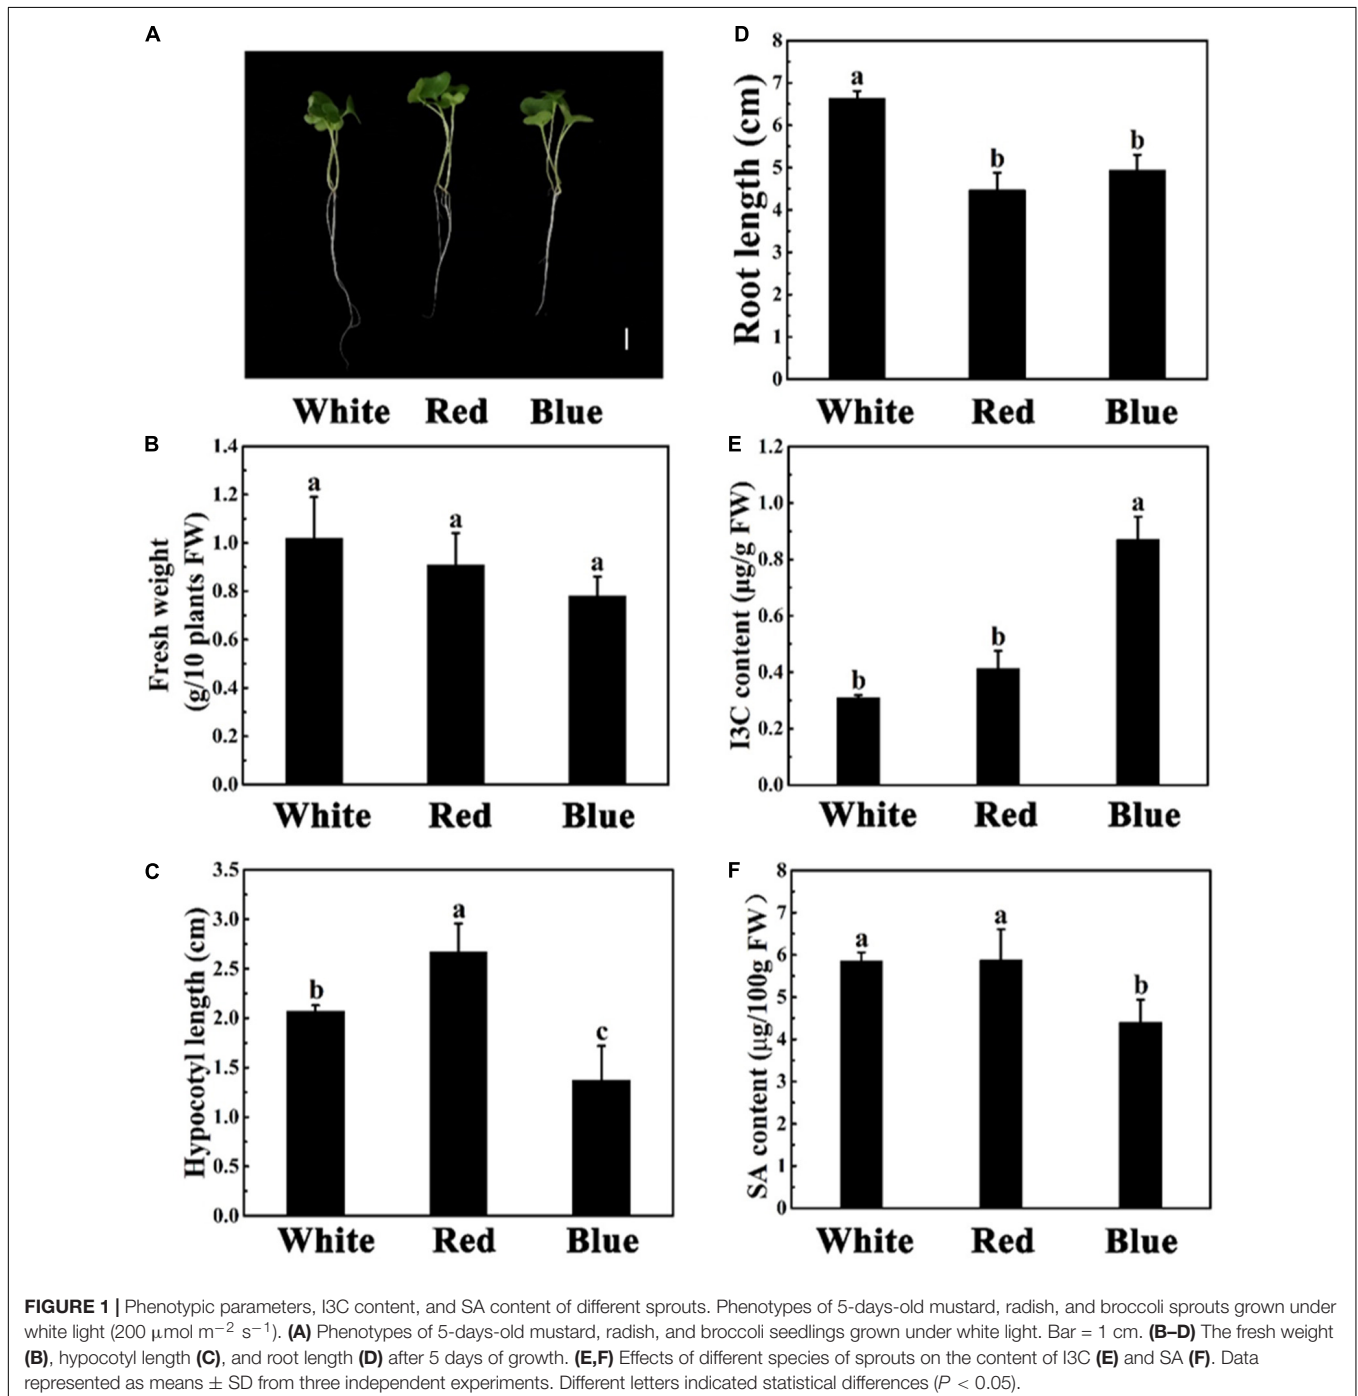 A
White Red Blue
B
Fresh weight
(g/10 plants FW)
1.4
1.2
1.0
0.8
0.6
0.4
0.2
0.0
a
a
a
White Red Blue
C
Hypocotyl length (cm)
3.5
3.0
2.5
2.0
1.5
1.0
0.5
0.0
b
a
c
White Red Blue
D
Root length (cm)
8
7
6
5
4
3
2
1
0
a
b
b
White Red Blue
E
I3C content (μg/g FW)
1.2
1.0
0.8
0.6
0.4
0.2
0.0
b
b
a
White Red Blue
F
SA content (μg/100g FW)
8
7
6
5
4
3
2
1
0
a
a
b
White Red Blue
FIGURE 1 | Phenotypic parameters, I3C content, and SA content of different sprouts. Phenotypes of 5-days-old mustard, radish, and broccoli sprouts grown under
white light (200 μmol m−2 s−1). (A) Phenotypes of 5-days-old mustard, radish, and broccoli seedlings grown under white light. Bar = 1 cm. (B–D) The fresh weight
(B), hypocotyl length (C), and root length (D) after 5 days of growth. (E,F) Effects of different species of sprouts on the content of I3C (E) and SA (F). Data
represented as means ± SD from three independent experiments. Different letters indicated statistical differences (P < 0.05).